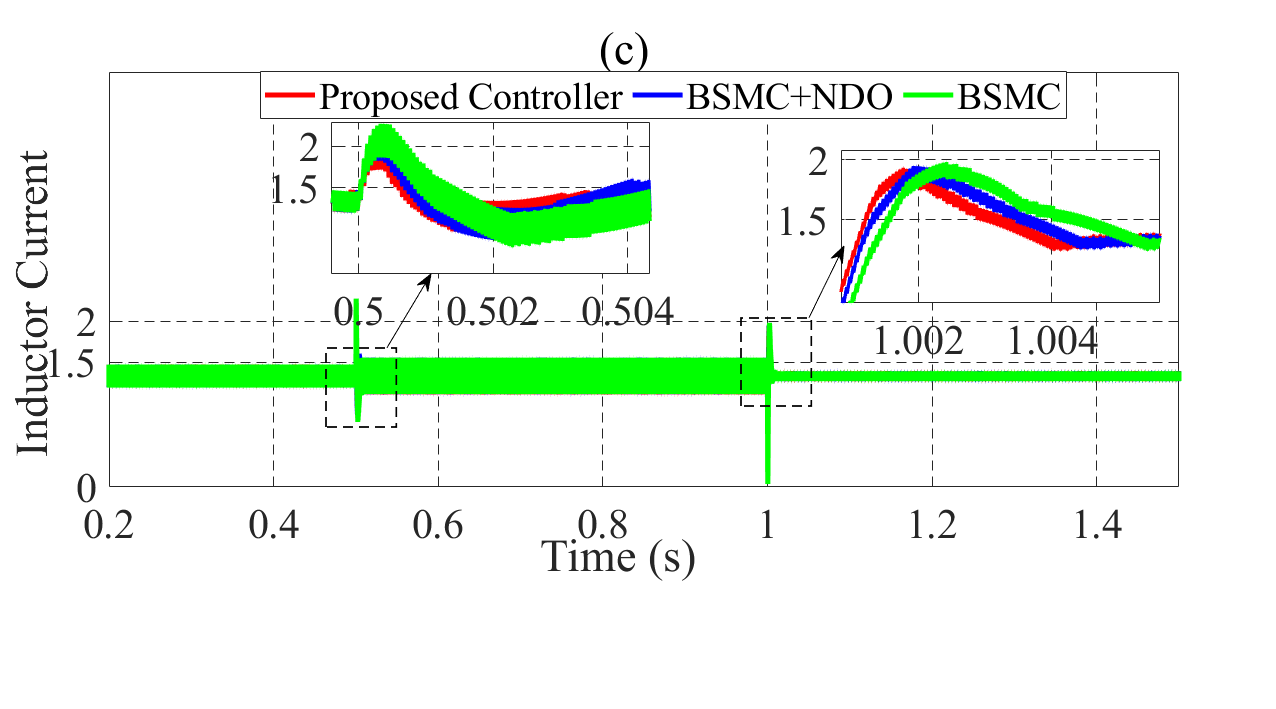 (c)
Proposed Controller BSMC+NDO BSMC
2
1.5
0.5 0.502 0.504
2
1.5
1.002 1.004
Inductor Current
2
1.5
0
0.2 0.4 0.6 0.8 1 1.2 1.4
Time (s)